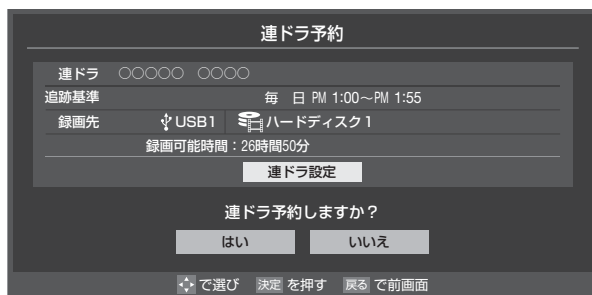 連ドラ予約
連ドラ ○○○○○ ○○○○
追跡基準 毎 日 PM 1:00~PM 1:55
録画先 USB1 ハードディスク1
録画可能時間:26時間50分
連ドラ設定
連ドラ予約しますか?
はい いいえ
で選び 決定 を押す 戻る で前画面